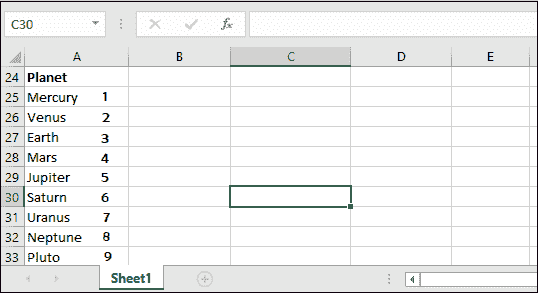 C30 fx
A B C D E
24 Planet
25 Mercury 1
26 Venus 2
27 Earth 3
28 Mars 4
29 Jupiter 5
30 Saturn 6
31 Uranus 7
32 Neptune 8
33 Pluto 9
Sheet1